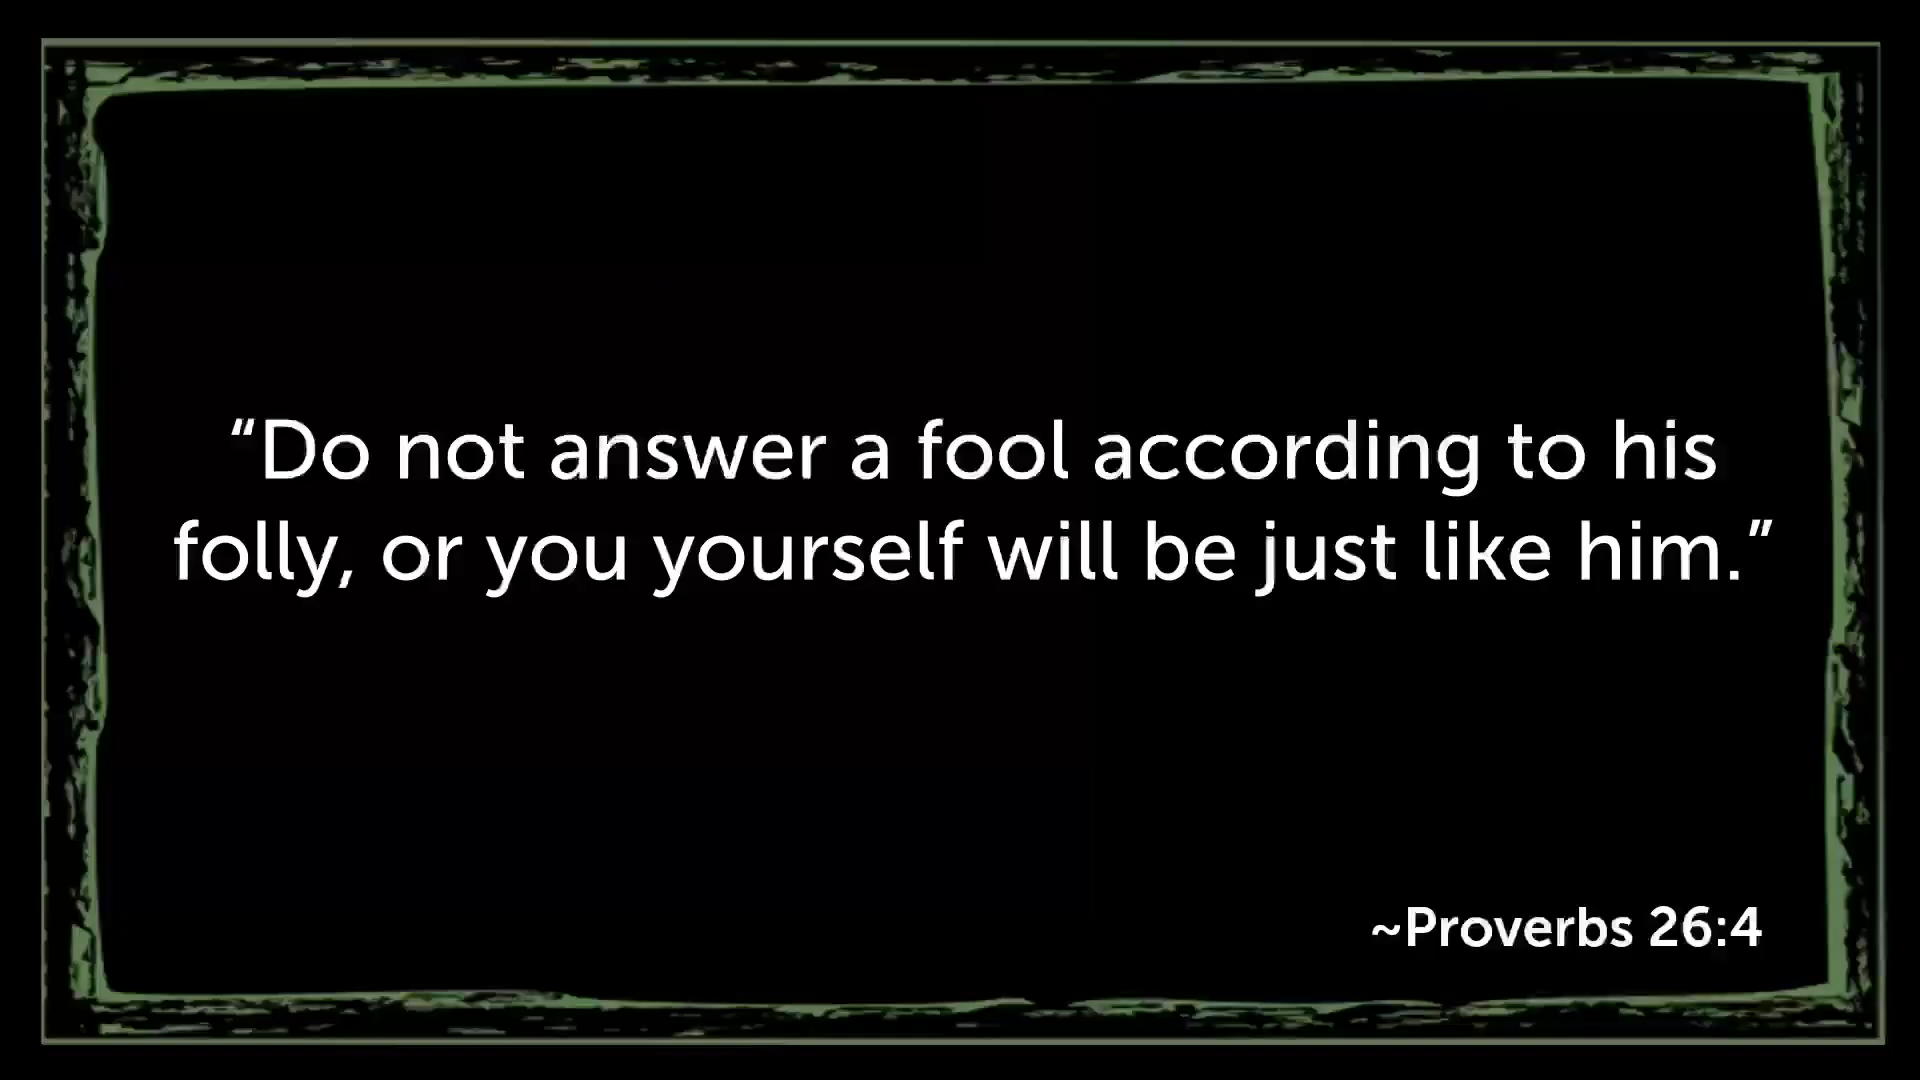 “Do not answer a fool according to his
folly, or you yourself will be just like him.”
~Proverbs 26:4